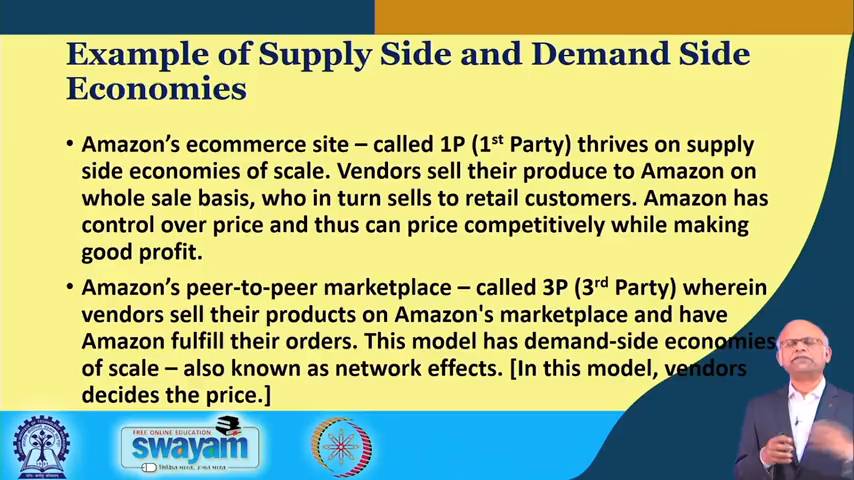 Example of Supply Side and Demand Side
Economies
• Amazon's ecommerce site – called 1P (1st Party) thrives on supply
side economies of scale. Vendors sell their produce to Amazon on
whole sale basis, who in turn sells to retail customers. Amazon has
control over price and thus can price competitively while making
good profit.
• Amazon's peer-to-peer marketplace – called 3P (3rd Party) wherein
vendors sell their products on Amazon's marketplace and have
Amazon fulfill their orders. This model has demand-side economies
of scale – also known as network effects. [In this model, vendors
decides the price.]
FREE ONLINE EDUCATION
swayam